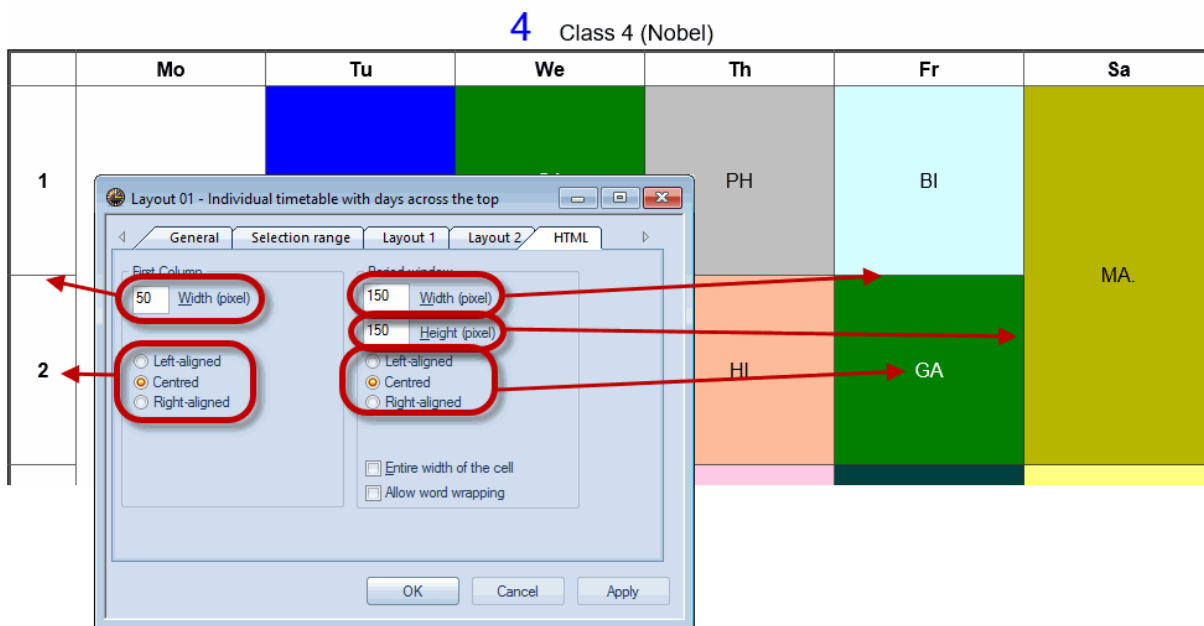 4 Class 4 (Nobel)
Mo Tu We Th Fr Sa
1 PH BI
Layout 01 - Individual timetable with days across the top
General Selection range Layout 1 Layout 2 HTML
First Column Period window
MA.
50 Width (pixel) 150 Width (pixel)
150 Height (pixel)
2 Left-aligned Left-aligned HI GA
Centred Centred
Right-aligned Right-aligned
Entire width of the cell
Allow word wrapping
OK Cancel Apply